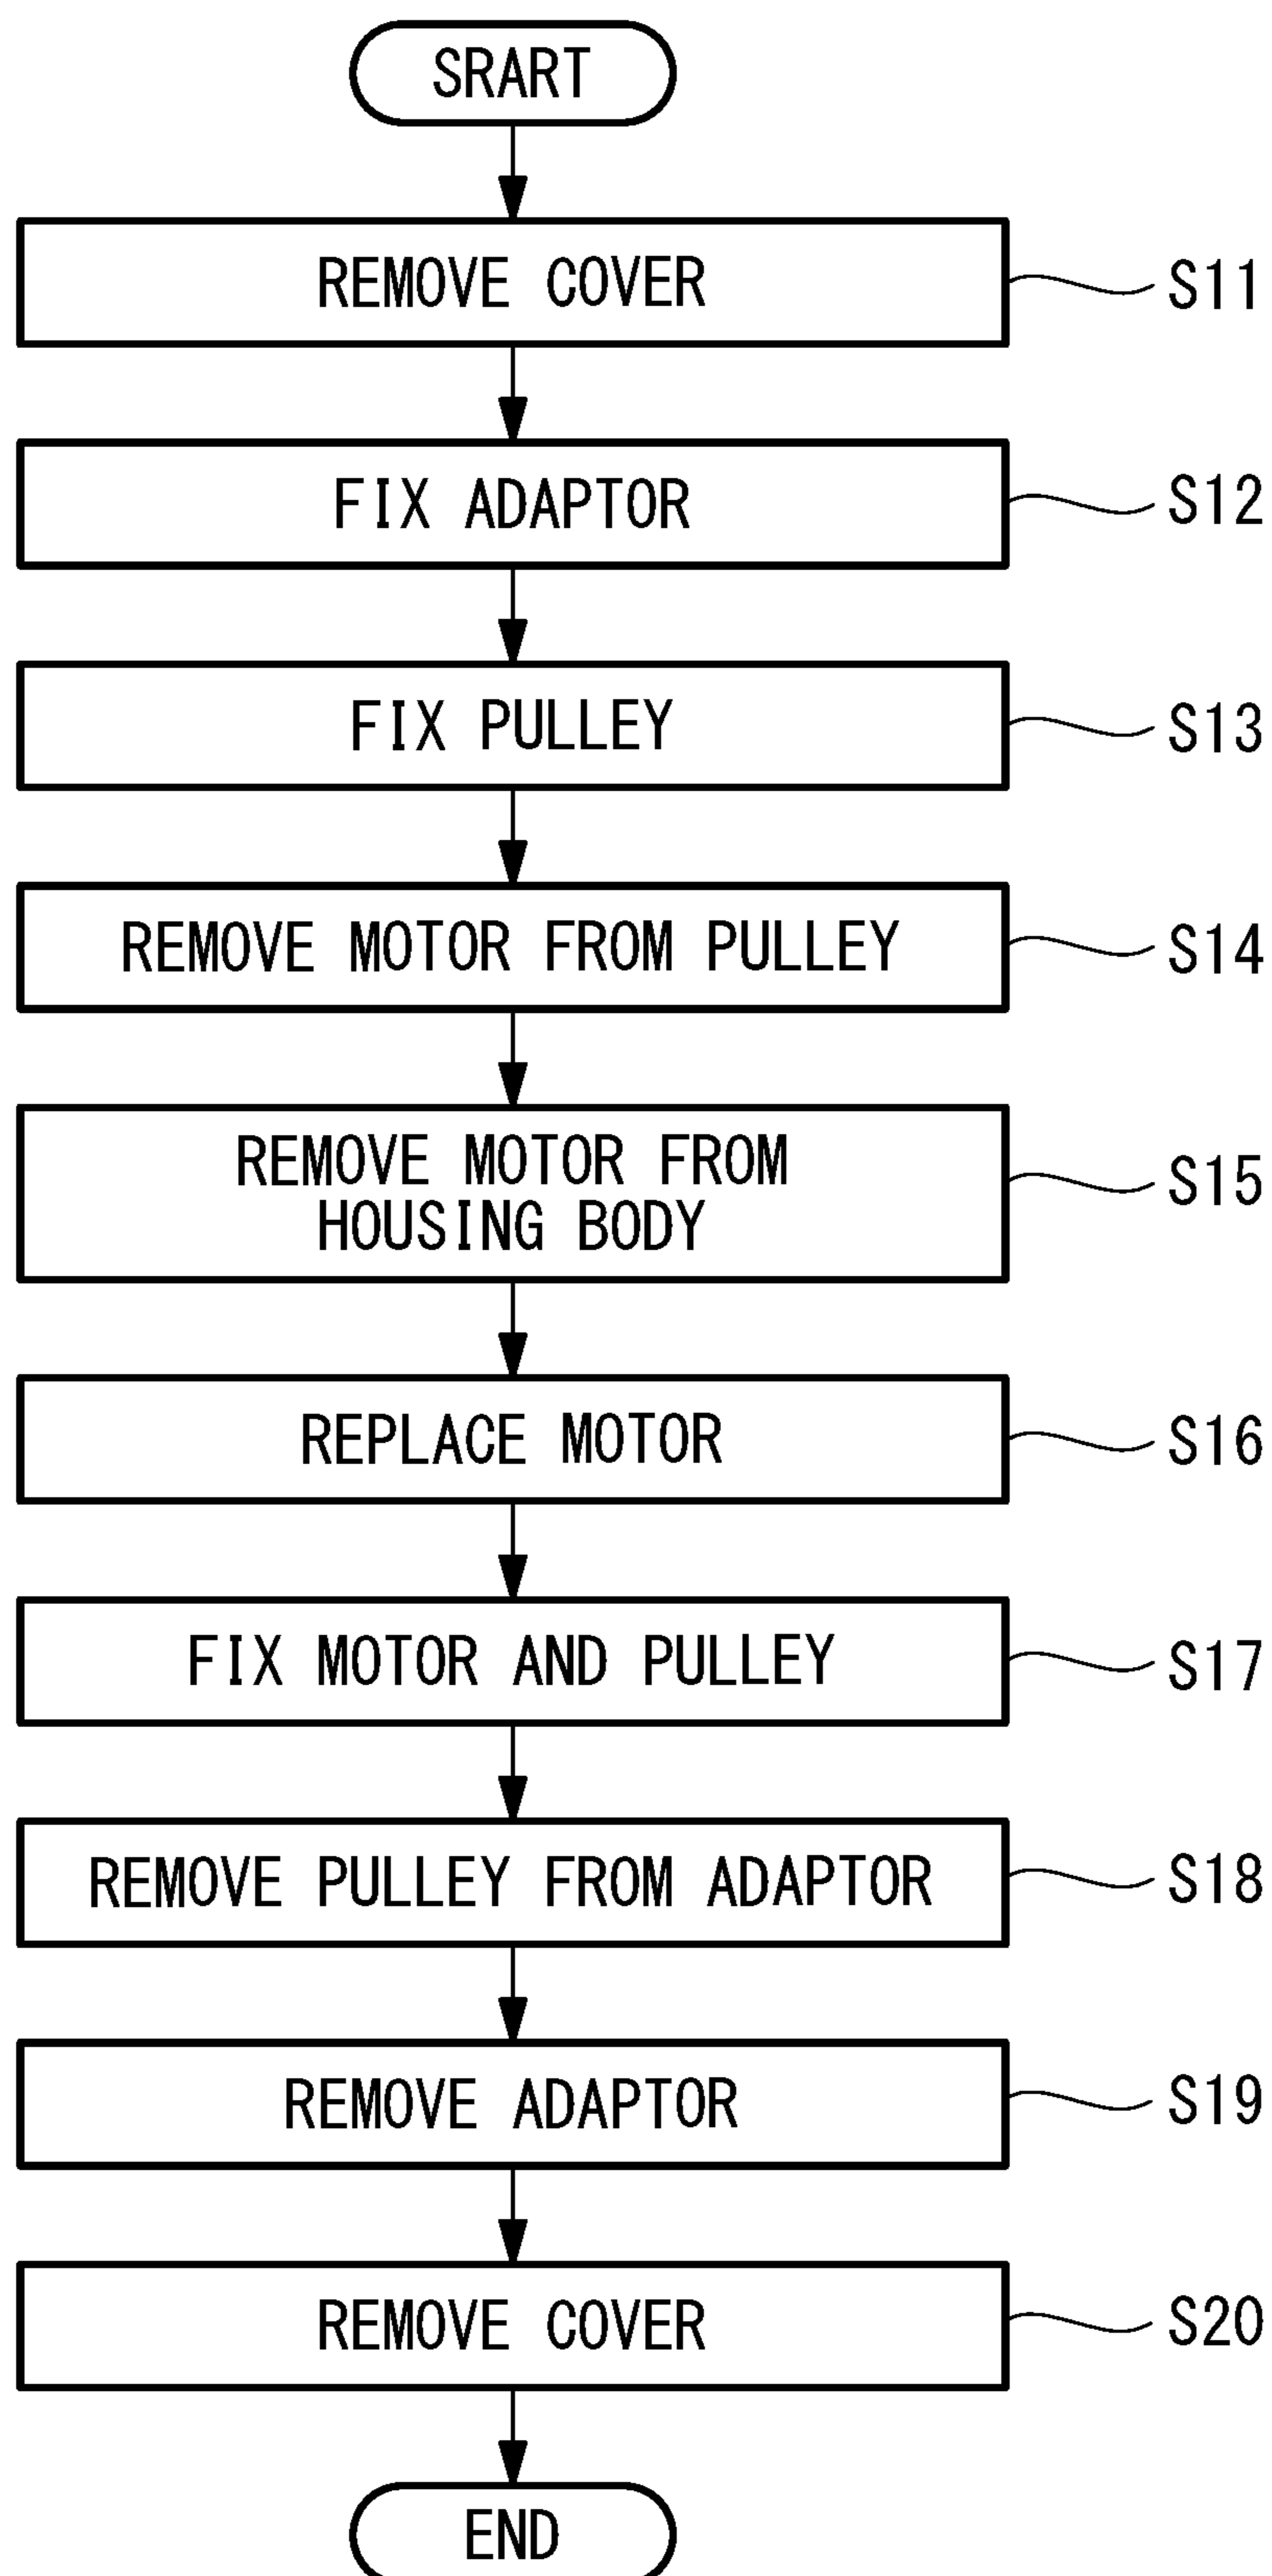 SRART
REMOVE COVER
S11
FIX ADAPTOR
S12
FIX PULLEY
S13
REMOVE MOTOR FROM PULLEY
S14
REMOVE MOTOR FROM
HOUSING BODY
S15
REPLACE MOTOR
S16
FIX MOTOR AND PULLEY
S17
REMOVE PULLEY FROM ADAPTOR
S18
REMOVE ADAPTOR
S19
REMOVE COVER
S20
END